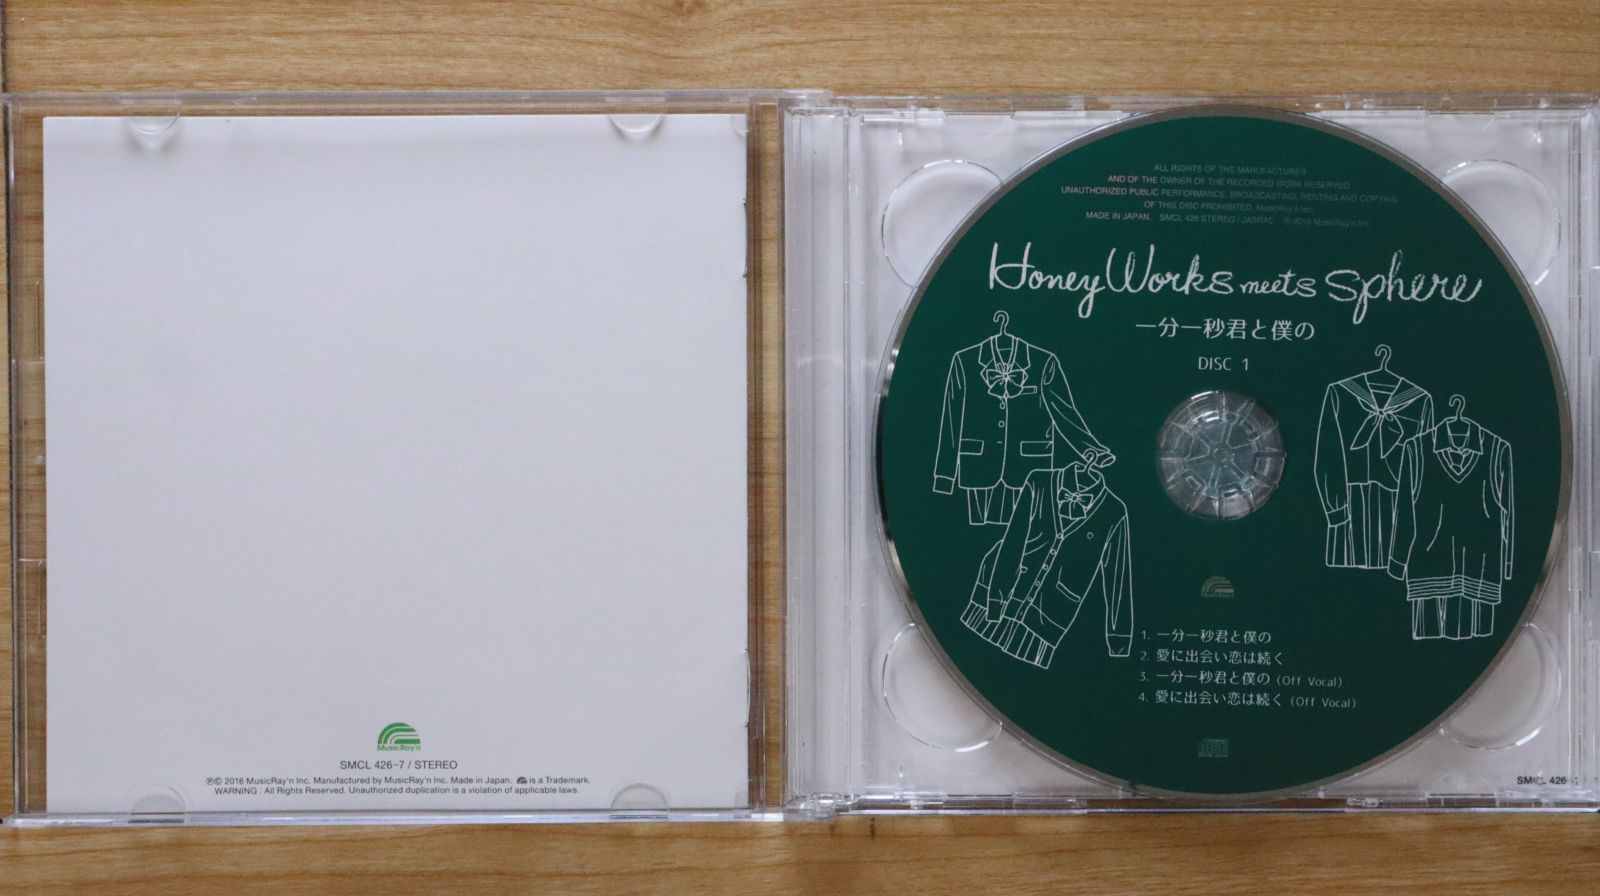 MusicRay'n
SMCL 426~7 / STEREO
ⓅⒸ 2016 MusicRay'n Inc. Manufactured by MusicRay'n Inc. Made in Japan. is a Trademark.
WARNING : All Rights Reserved. Unauthorized duplication is a violation of applicable laws.
ALL RIGHTS OF THE MANUFACTURER
AND OF THE OWNER OF THE RECORDED WORK RESERVED
UNAUTHORIZED PUBLIC PERFORMANCE, BROADCASTING, RENTING AND COPYING
OF THIS DISC PROHIBITED. MusicRay'n Inc.
MADE IN JAPAN. SMCL 426 STEREO / JASRAC Ⓟ 2016 MusicRay'n Inc.
HoneyWorks meets sphere
一分一秒君と僕の
DISC 1
MusicRay'n
1. 一分一秒君と僕の
2. 愛に出会い恋は続く
3. 一分一秒君と僕の (Off Vocal)
4. 愛に出会い恋は続く (Off Vocal)
SMCL 426